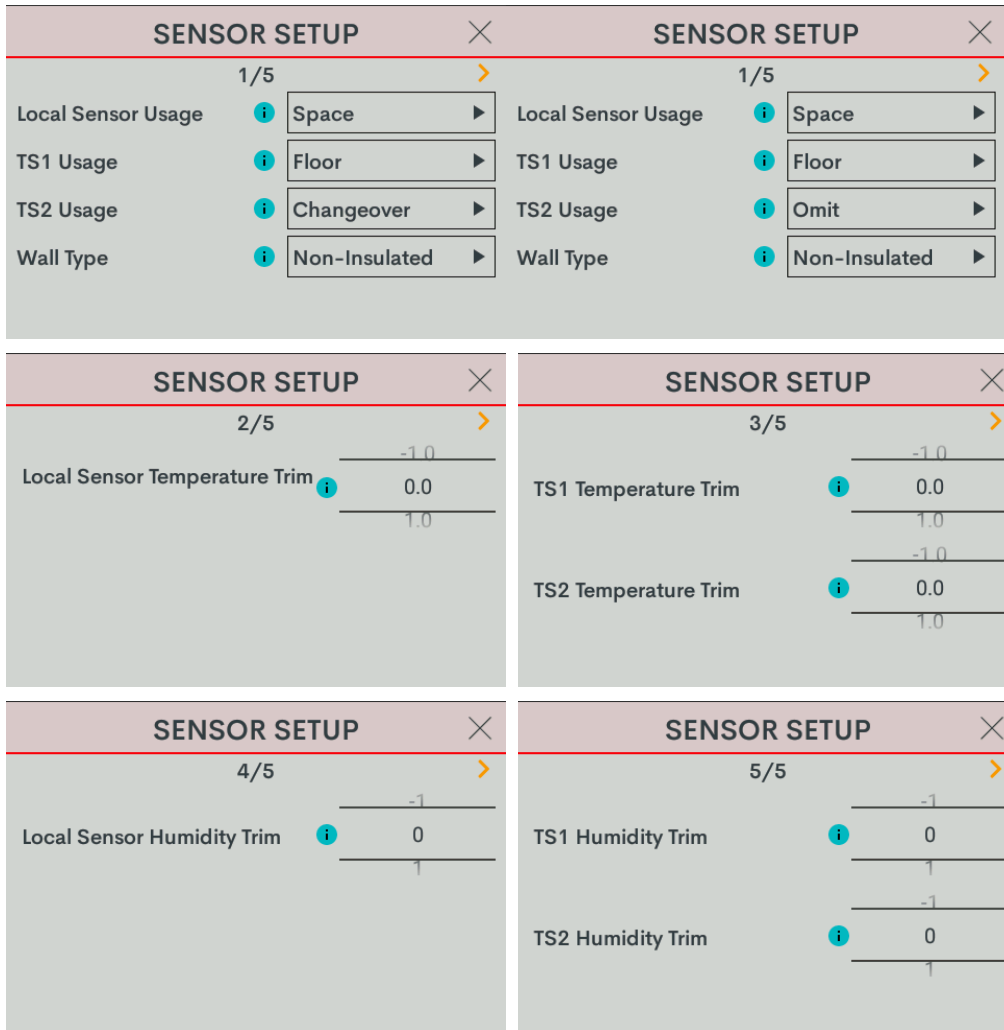 SENSOR SETUP
1/5
Local Sensor Usage Space
TS1 Usage Floor
TS2 Usage Changeover
Wall Type Non-Insulated
SENSOR SETUP
1/5
Local Sensor Usage Space
TS1 Usage Floor
TS2 Usage Omit
Wall Type Non-Insulated
SENSOR SETUP
2/5
-1.0
Local Sensor Temperature Trim 0.0
1.0
SENSOR SETUP
3/5
-1.0
TS1 Temperature Trim 0.0
1.0
-1.0
TS2 Temperature Trim 0.0
1.0
SENSOR SETUP
4/5
-1
Local Sensor Humidity Trim 0
1
SENSOR SETUP
5/5
-1
TS1 Humidity Trim 0
1
-1
TS2 Humidity Trim 0
1